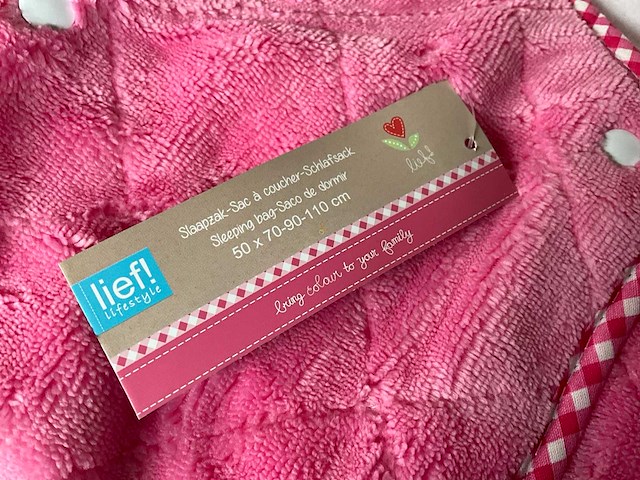 Slaapzak-Sac à coucher-Schlafsack
Sleeping bag-Saco de dormir
50 x 70-90-110 cm
lief!
lief!
lifestyle
bring colour to your family